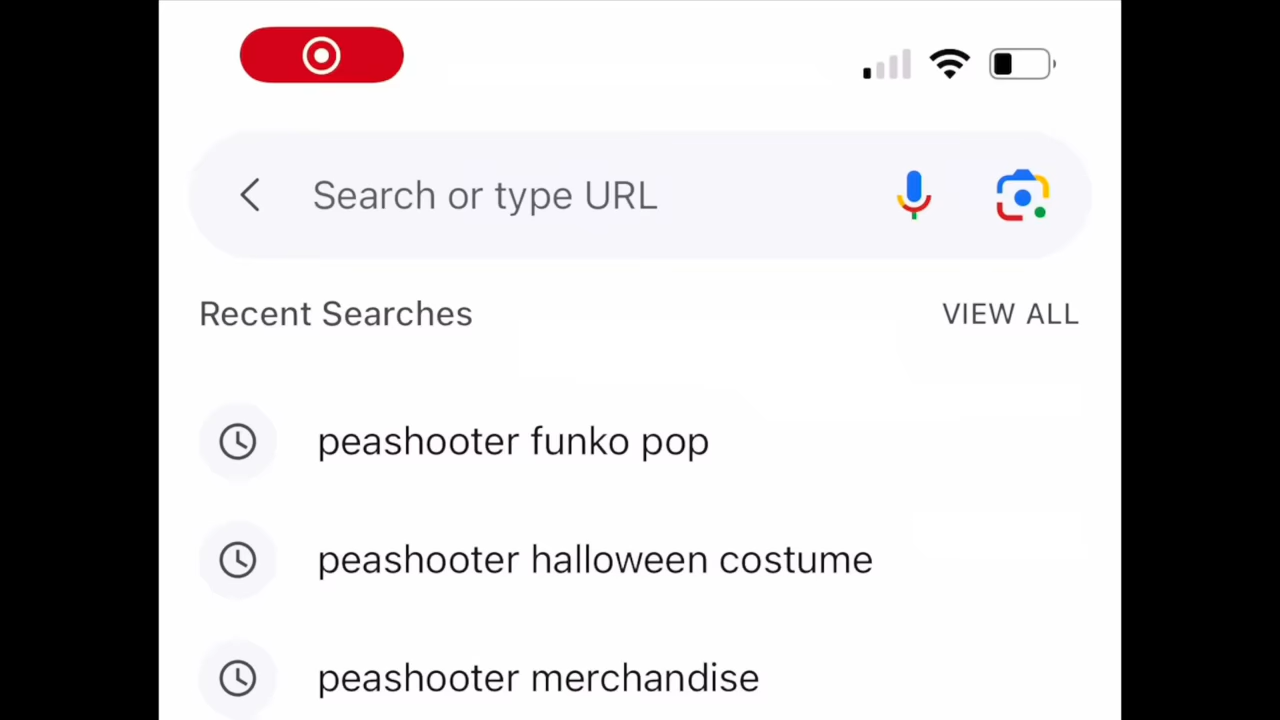 Search or type URL
Recent Searches
VIEW ALL
peashooter funko pop
peashooter halloween costume
peashooter merchandise